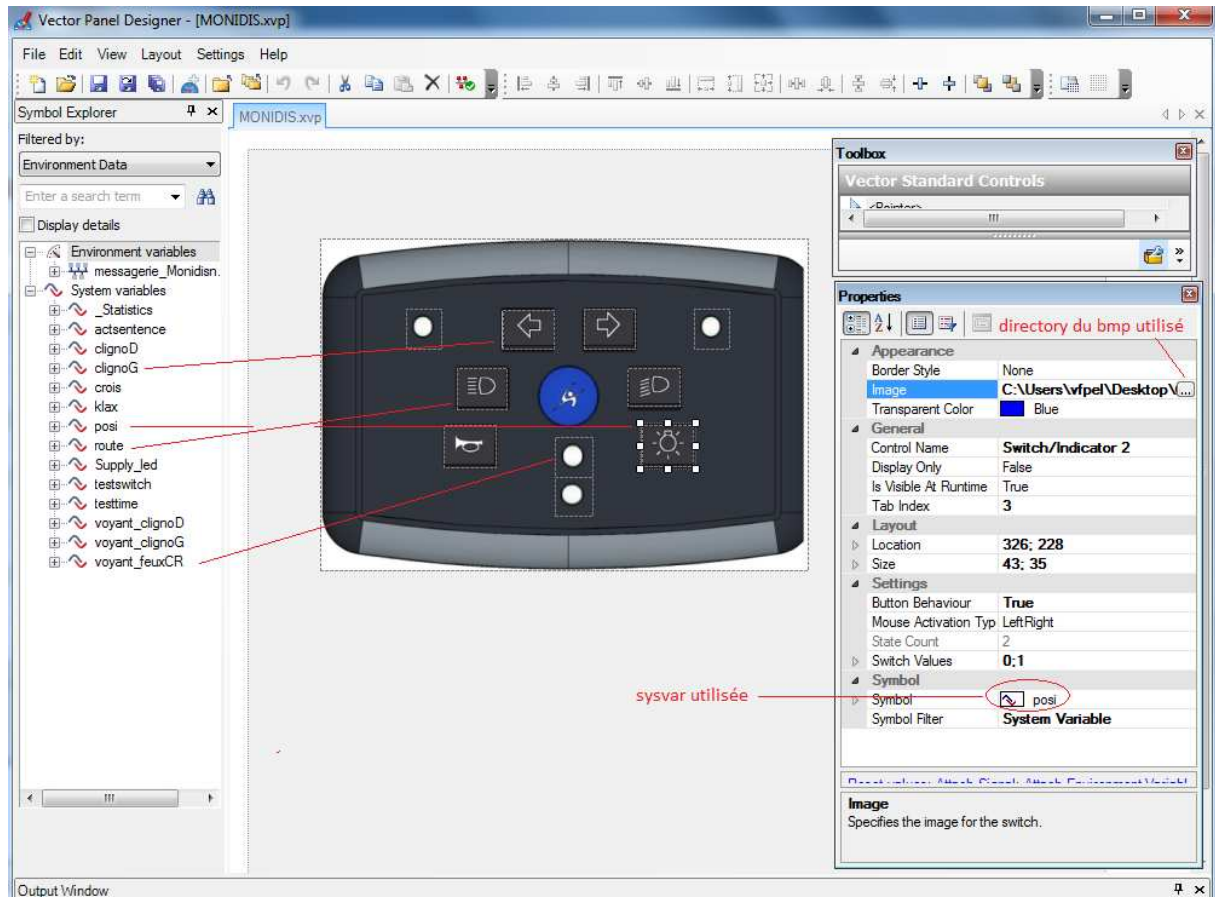 Vector Panel Designer - [MONIDIS.xvp]
File Edit View Layout Settings Help
Symbol Explorer
MONIDIS.xvp
Filtered by:
Environment Data
Enter a search term
Display details
Environment variables
messagerie_Monidisn.
System variables
_Statistics
actsentence
clignoD
clignoG
crois
klax
posi
route
Supply_led
testswitch
testtime
voyant_clignoD
voyant_clignoG
voyant_feuxCR
sysvar utilisée
Toolbox
Vector Standard Controls
<Pointer>
Properties
directory du bmp utilisé
Appearance
Border Style None
Image C:\Users\vfpel\Desktop\
Transparent Color Blue
General
Control Name Switch/Indicator 2
Display Only False
Is Visible At Runtime True
Tab Index 3
Layout
Location 326; 228
Size 43; 35
Settings
Button Behaviour True
Mouse Activation Typ LeftRight
State Count 2
Switch Values 0;1
Symbol
Symbol posi
Symbol Filter System Variable
Image
Specifies the image for the switch.
Output Window